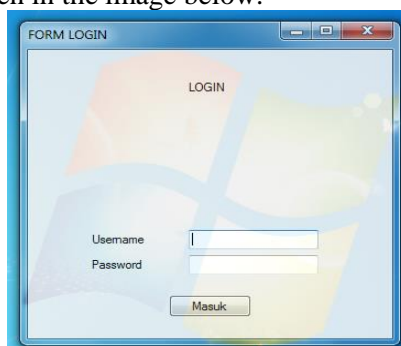 in the image below.
FORM LOGIN
LOGIN
Username
Password
Masuk